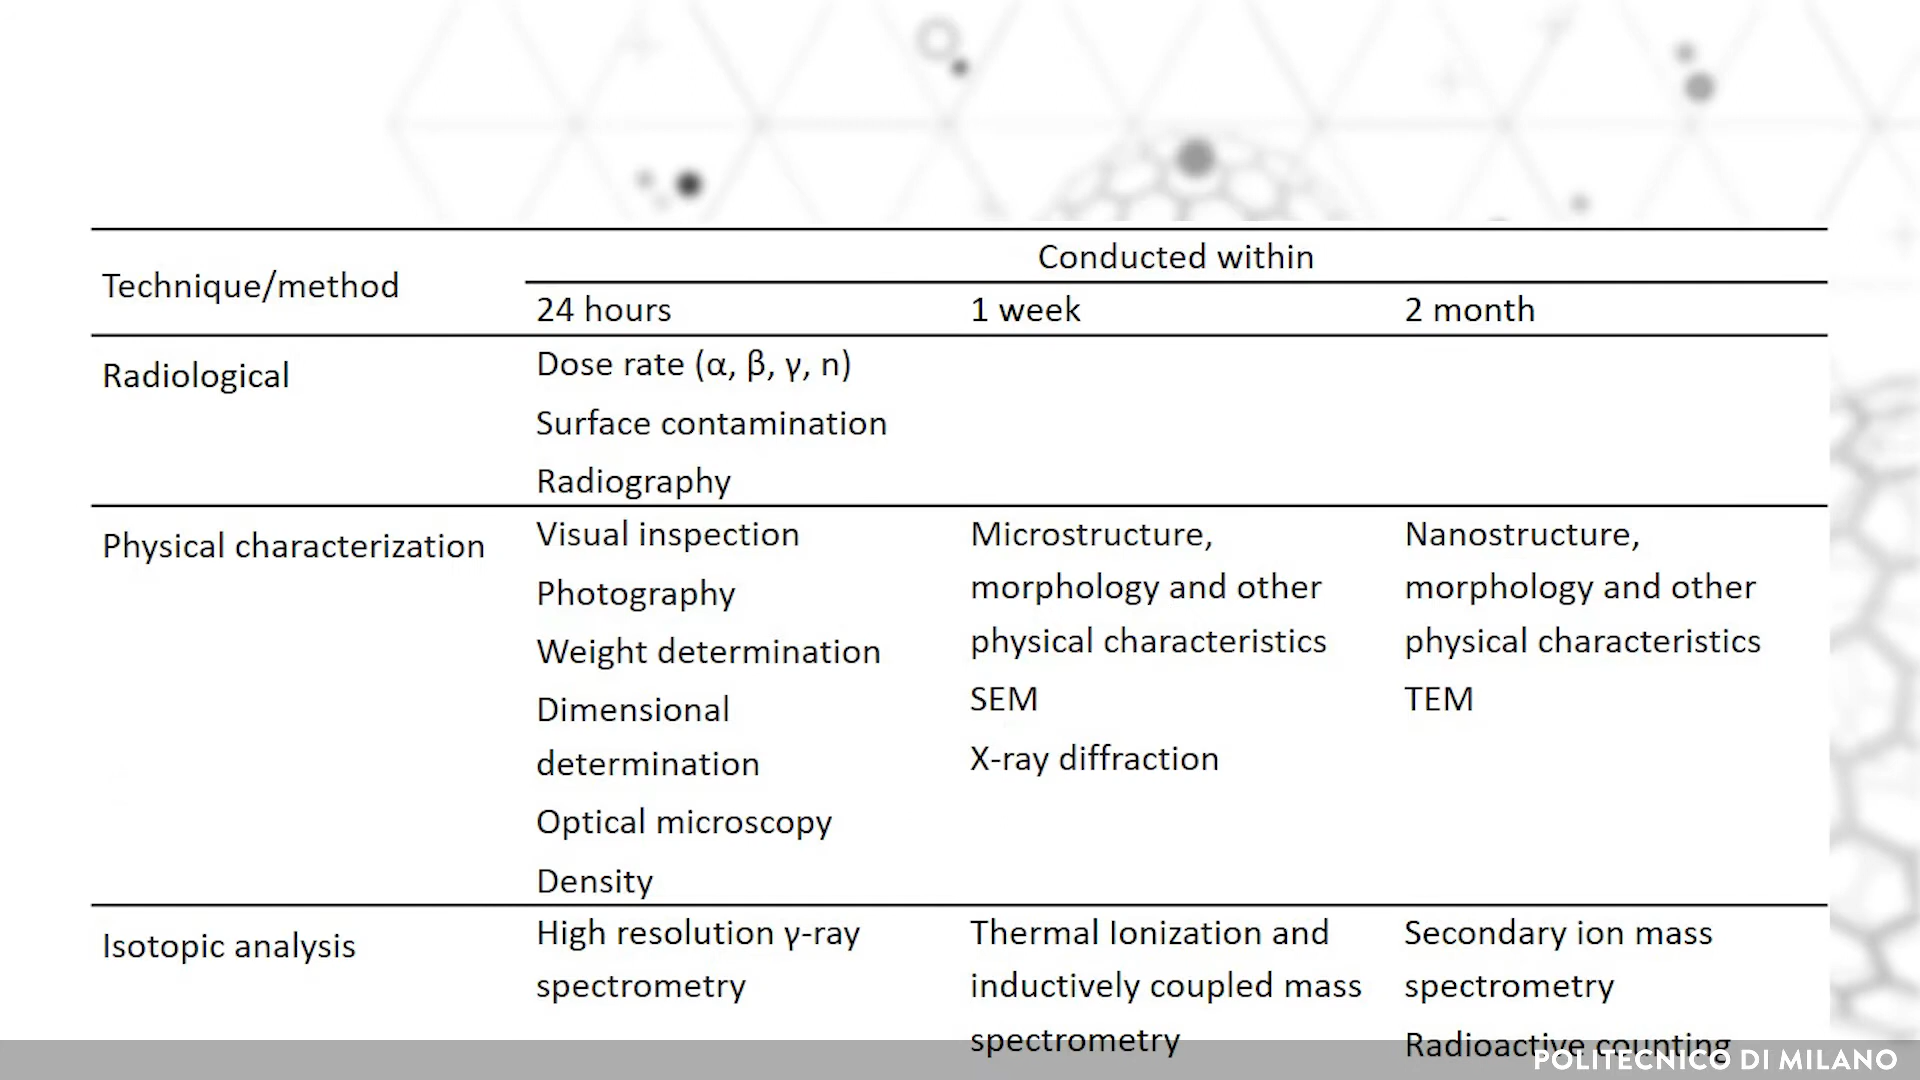 Technique/method
Conducted within
24 hours
1 week
2 month
Radiological
Dose rate (α, β, γ, n)
Surface contamination
Radiography
Physical characterization
Visual inspection
Photography
Weight determination
Dimensional
determination
Optical microscopy
Density
Microstructure,
morphology and other
physical characteristics
SEM
X-ray diffraction
Nanostructure,
morphology and other
physical characteristics
TEM
Isotopic analysis
High resolution γ-ray
spectrometry
Thermal Ionization and
inductively coupled mass
spectrometry
Secondary ion mass
spectrometry
Radioactive counting
POLITECNICO DI MILANO